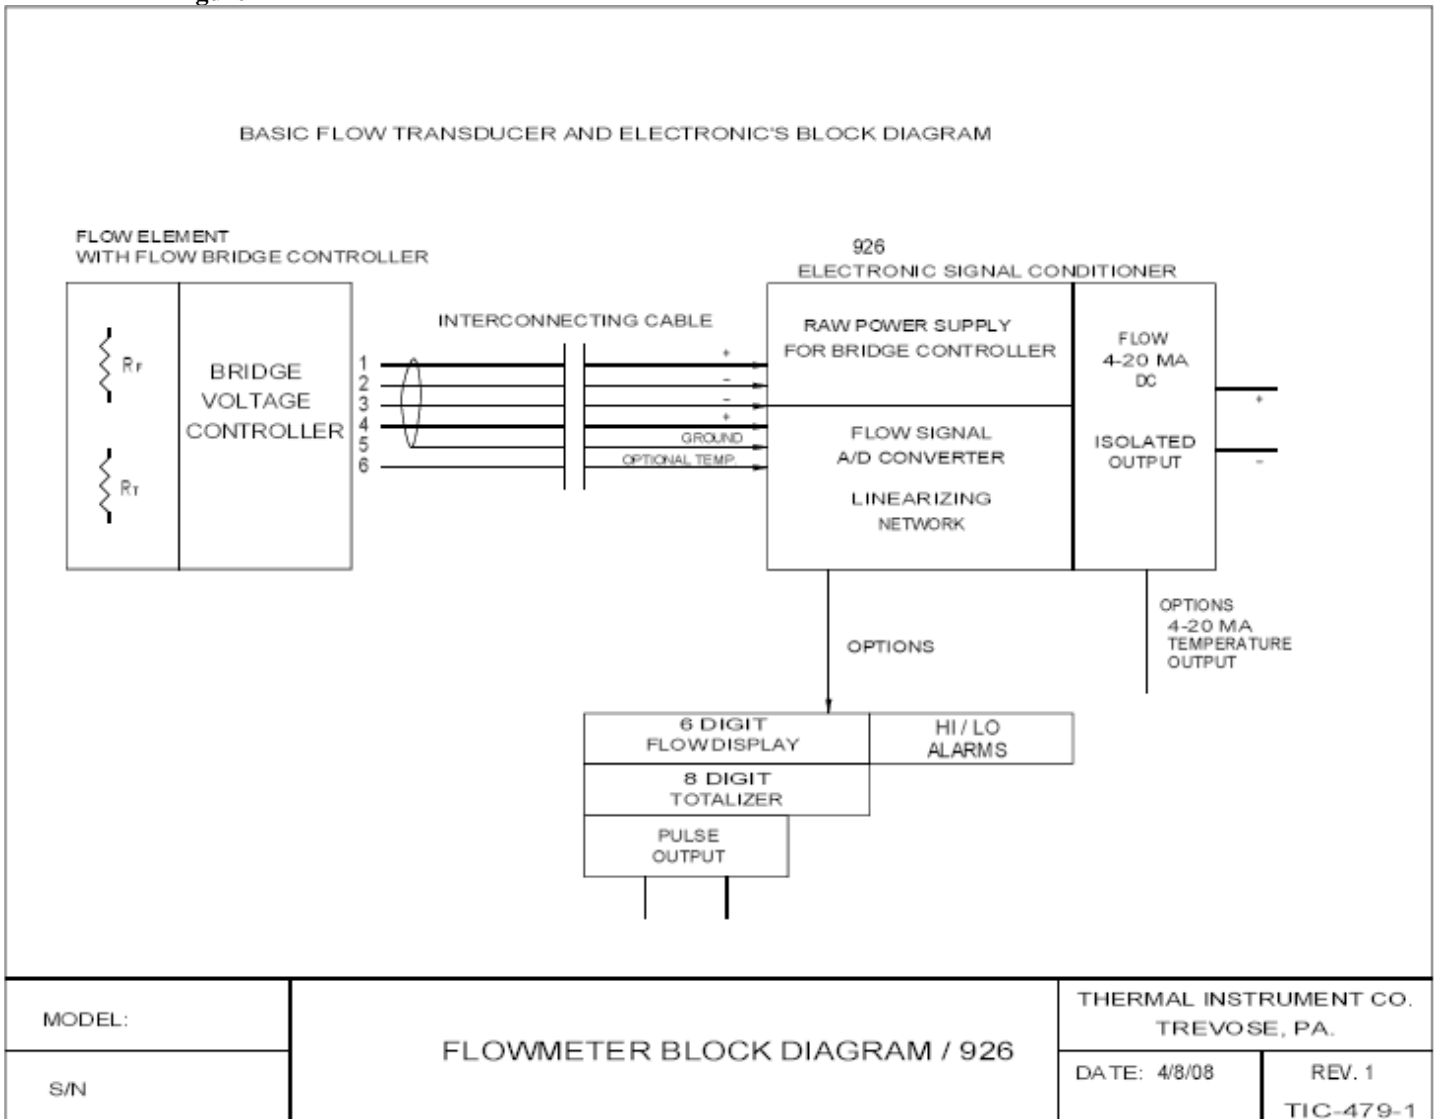 BASIC FLOW TRANSDUCER AND ELECTRONIC'S BLOCK DIAGRAM
FLOW ELEMENT
WITH FLOW BRIDGE CONTROLLER
926
ELECTRONIC SIGNAL CONDITIONER
INTERCONNECTING CABLE
RF
RT
BRIDGE
VOLTAGE
CONTROLLER
1
2
3
4
5
6
+
-
-
+
GROUND
OPTIONAL TEMP.
RAW POWER SUPPLY
FOR BRIDGE CONTROLLER
FLOW SIGNAL
A/D CONVERTER
LINEARIZING
NETWORK
FLOW
4-20 MA
DC
ISOLATED
OUTPUT
+
-
OPTIONS
OPTIONS
4-20 MA
TEMPERATURE
OUTPUT
6 DIGIT
FLOW DISPLAY
HI / LO
ALARMS
8 DIGIT
TOTALIZER
PULSE
OUTPUT
MODEL:
S/N
FLOWMETER BLOCK DIAGRAM / 926
THERMAL INSTRUMENT CO.
TREVOSE, PA.
DATE: 4/8/08
REV. 1
TIC-479-1